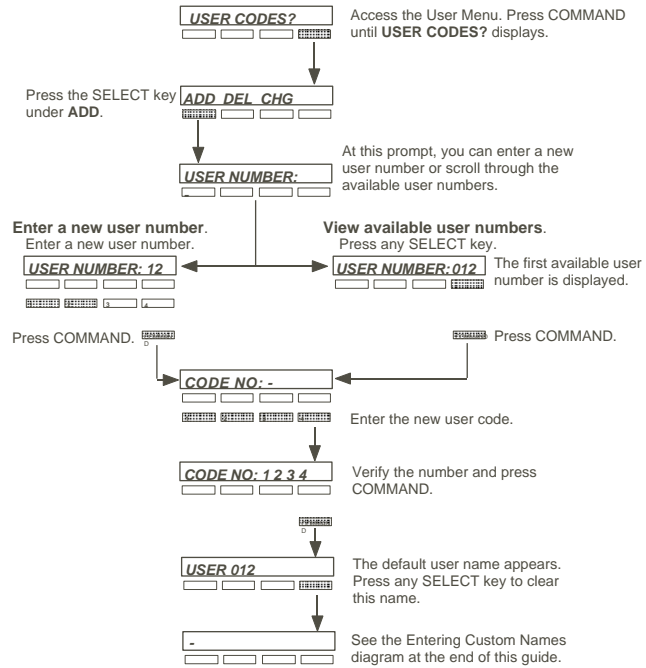 USER CODES?
Access the User Menu. Press COMMAND
until USER CODES? displays.
Press the SELECT key
under ADD.
ADD DEL CHG
At this prompt, you can enter a new
user number or scroll through the
available user numbers.
USER NUMBER:
Enter a new user number.
Enter a new user number.
USER NUMBER: 12
3 4
View available user numbers.
Press any SELECT key.
USER NUMBER:012
The first available user
number is displayed.
Press COMMAND.
D
Press COMMAND.
CODE NO: -
Enter the new user code.
CODE NO: 1 2 3 4
Verify the number and press
COMMAND.
D
USER 012
The default user name appears.
Press any SELECT key to clear
this name.
-
See the Entering Custom Names
diagram at the end of this guide.